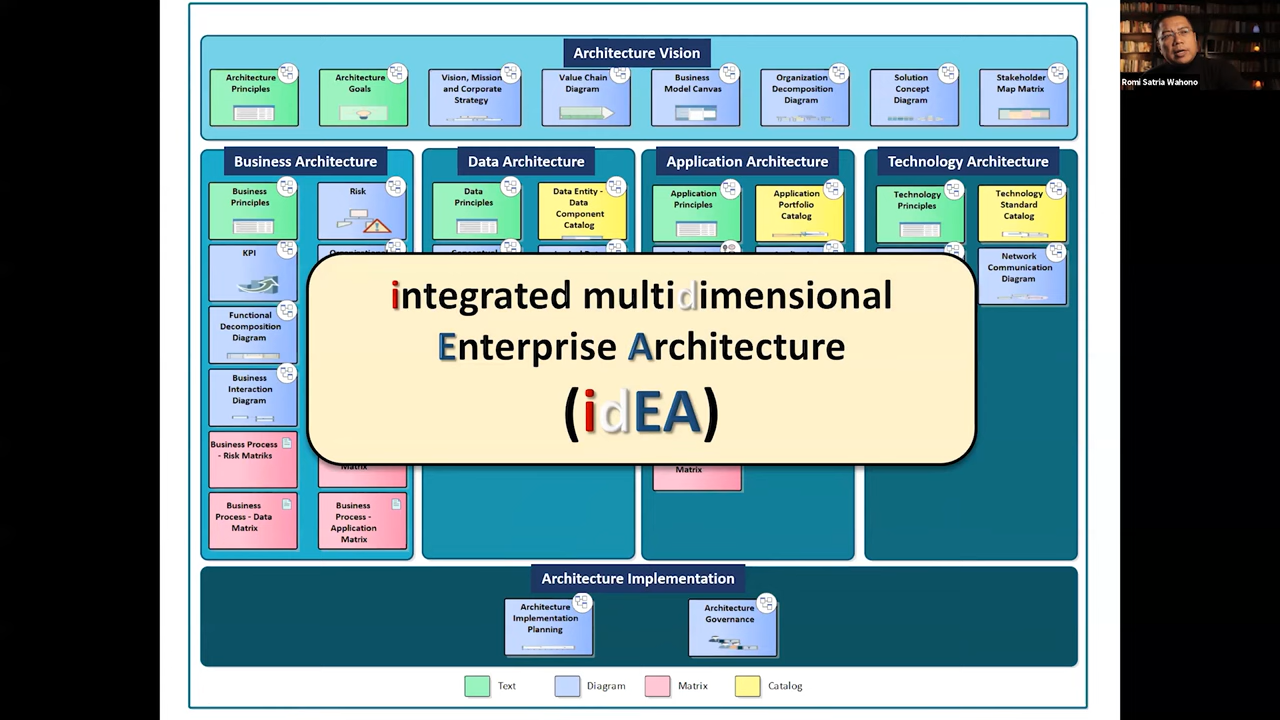 Architecture Vision
Architecture
Principles
Architecture
Goals
Vision, Mission
and Corporate
Strategy
Value Chain
Diagram
Business
Model Canvas
Organization
Decomposition
Diagram
Solution
Concept
Diagram
Stakeholder
Map Matrix
Romi Satria Wahono
Business Architecture
Business
Principles
Risk
KPI
Functional
Decomposition
Diagram
Business
Interaction
Diagram
Business Process
- Risk Matriks
Matrix
Business
Process - Data
Matrix
Business
Process -
Application
Matrix
Data Architecture
Data
Principles
Data Entity -
Data
Component
Catalog
Application Architecture
Application
Principles
Application
Portfolio
Catalog
Matrix
Technology Architecture
Technology
Principles
Technology
Standard
Catalog
Network
Communication
Diagram
integrated multidimensional
Enterprise Architecture
(idEA)
Architecture Implementation
Architecture
Implementation
Planning
Architecture
Governance
Text
Diagram
Matrix
Catalog